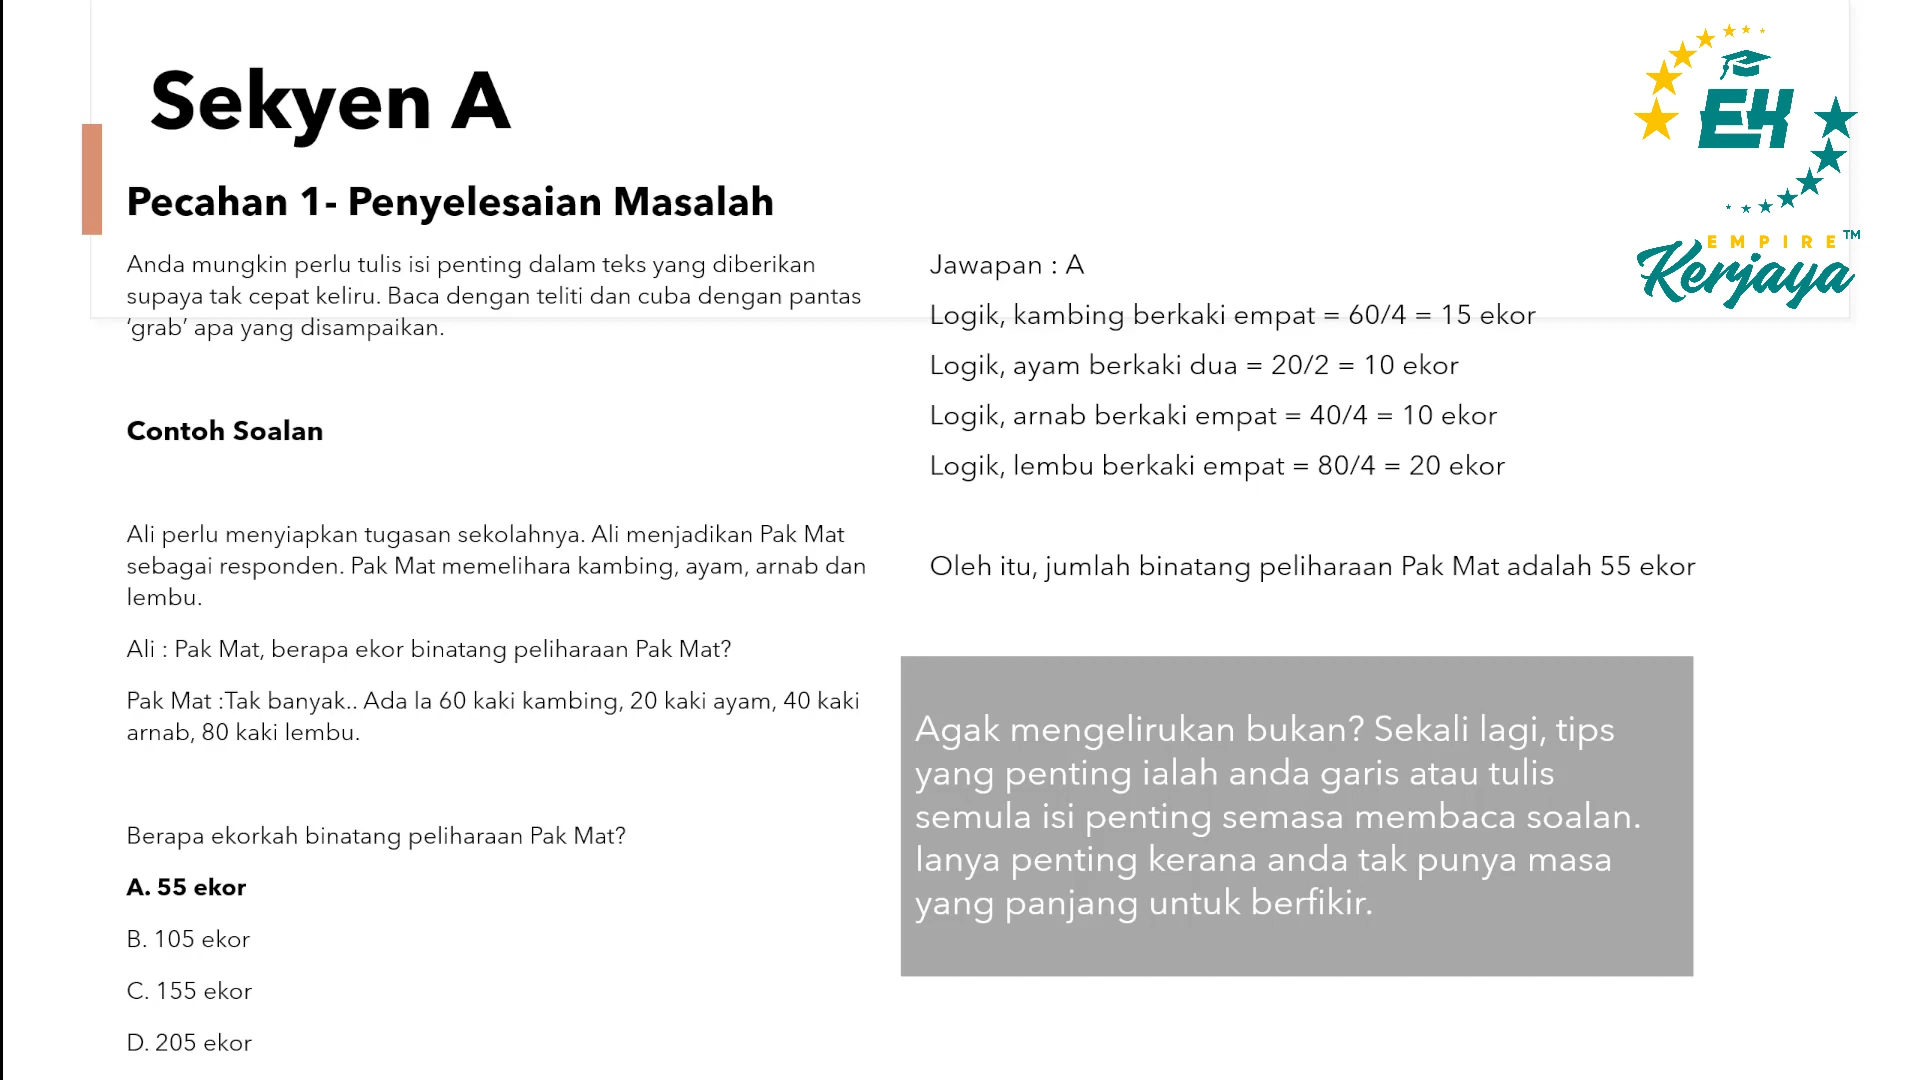 Sekyen A
Pecahan 1- Penyelesaian Masalah
Anda mungkin perlu tulis isi penting dalam teks yang diberikan
supaya tak cepat keliru. Baca dengan teliti dan cuba dengan pantas
‘grab’ apa yang disampaikan.
Contoh Soalan
Ali perlu menyiapkan tugasan sekolahnya. Ali menjadikan Pak Mat
sebagai responden. Pak Mat memelihara kambing, ayam, arnab dan
lembu.
Ali : Pak Mat, berapa ekor binatang peliharaan Pak Mat?
Pak Mat :Tak banyak.. Ada la 60 kaki kambing, 20 kaki ayam, 40 kaki
arnab, 80 kaki lembu.
Berapa ekorkah binatang peliharaan Pak Mat?
A. 55 ekor
B. 105 ekor
C. 155 ekor
D. 205 ekor
Jawapan : A
Logik, kambing berkaki empat = 60/4 = 15 ekor
Logik, ayam berkaki dua = 20/2 = 10 ekor
Logik, arnab berkaki empat = 40/4 = 10 ekor
Logik, lembu berkaki empat = 80/4 = 20 ekor
Oleh itu, jumlah binatang peliharaan Pak Mat adalah 55 ekor
Agak mengelirukan bukan? Sekali lagi, tips
yang penting ialah anda garis atau tulis
semula isi penting semasa membaca soalan.
Ianya penting kerana anda tak punya masa
yang panjang untuk berfikir.
EK
EMPIRE™
Kerjaya